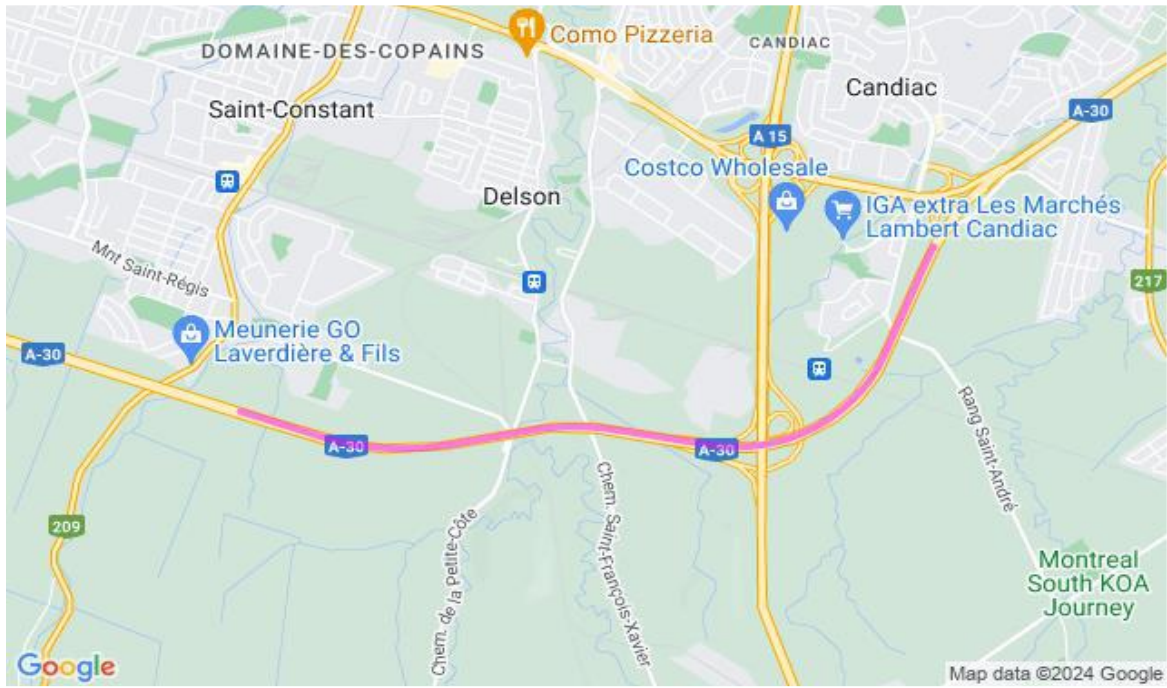 Como Pizzeria
CANDIAC
DOMAINE-DES-COPAINS
Candiac
Saint-Constant
A-30
A 15
Costco Wholesale
Delson
IGA extra Les Marchés
Lambert Candiac
Mnt Saint-Régis
217
Meunerie GO
Laverdière & Fils
A-30
A-30
A-30
Rang Saint-André
Chem. de la Petite-Côte
Chem. Saint-François-Xavier
209
Montreal
South KOA
Journey
Google
Map data ©2024 Google